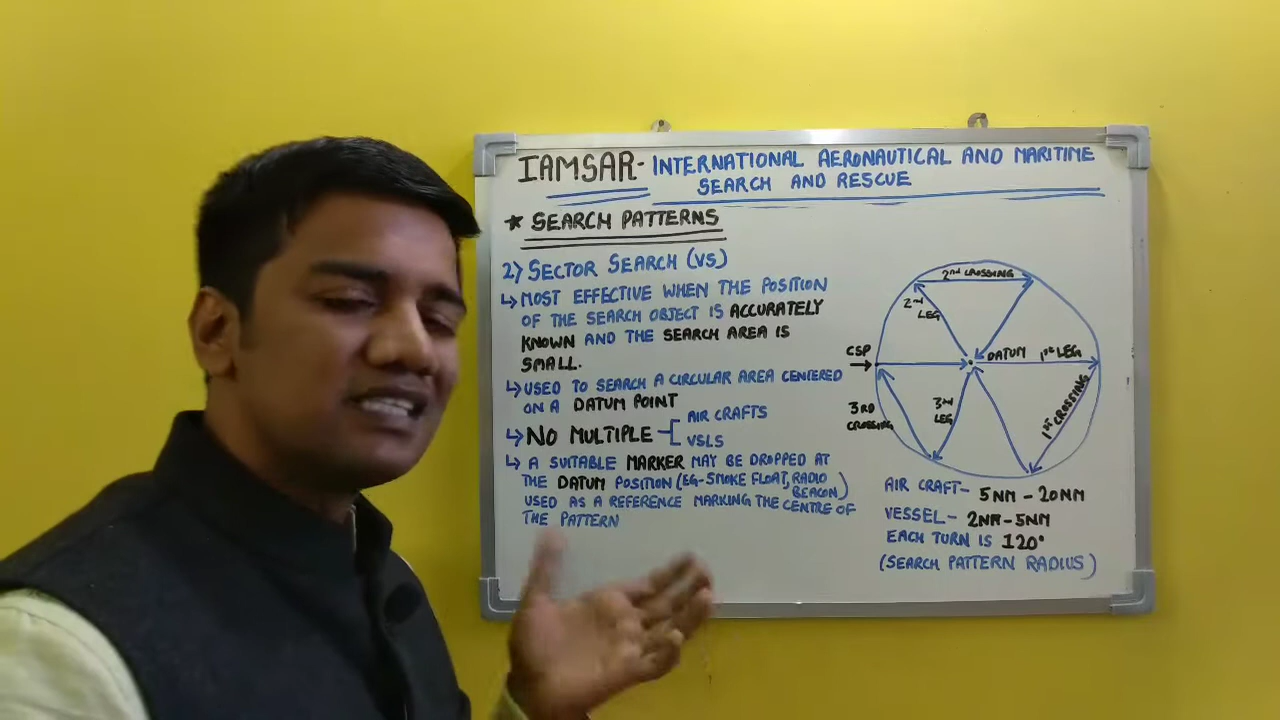 IAMSAR- INTERNATIONAL AERONAUTICAL AND MARITIME
SEARCH AND RESCUE
* SEARCH PATTERNS
2) SECTOR SEARCH (VS)
↳ MOST EFFECTIVE WHEN THE POSITION
OF THE SEARCH OBJECT IS ACCURATELY
KNOWN AND THE SEARCH AREA IS
SMALL.
↳ USED TO SEARCH A CIRCULAR AREA CENTERED
ON A DATUM POINT
↳ NO MULTIPLE
AIR CRAFTS
VSLS
↳ A SUITABLE MARKER MAY BE DROPPED AT
THE DATUM POSITION (EG-SMOKE FLOAT, RADIO
BEACON)
USED AS A REFERENCE MARKING THE CENTRE OF
THE PATTERN
2nd CROSSING
2nd
LEG
CSP
DATUM 1st LEG
3RD
CROSSING
3rd
LEG
1st CROSSING
AIR CRAFT- 5NM - 20NM
VESSEL- 2NM-5NM
EACH TURN IS 120°
(SEARCH PATTERN RADIUS)